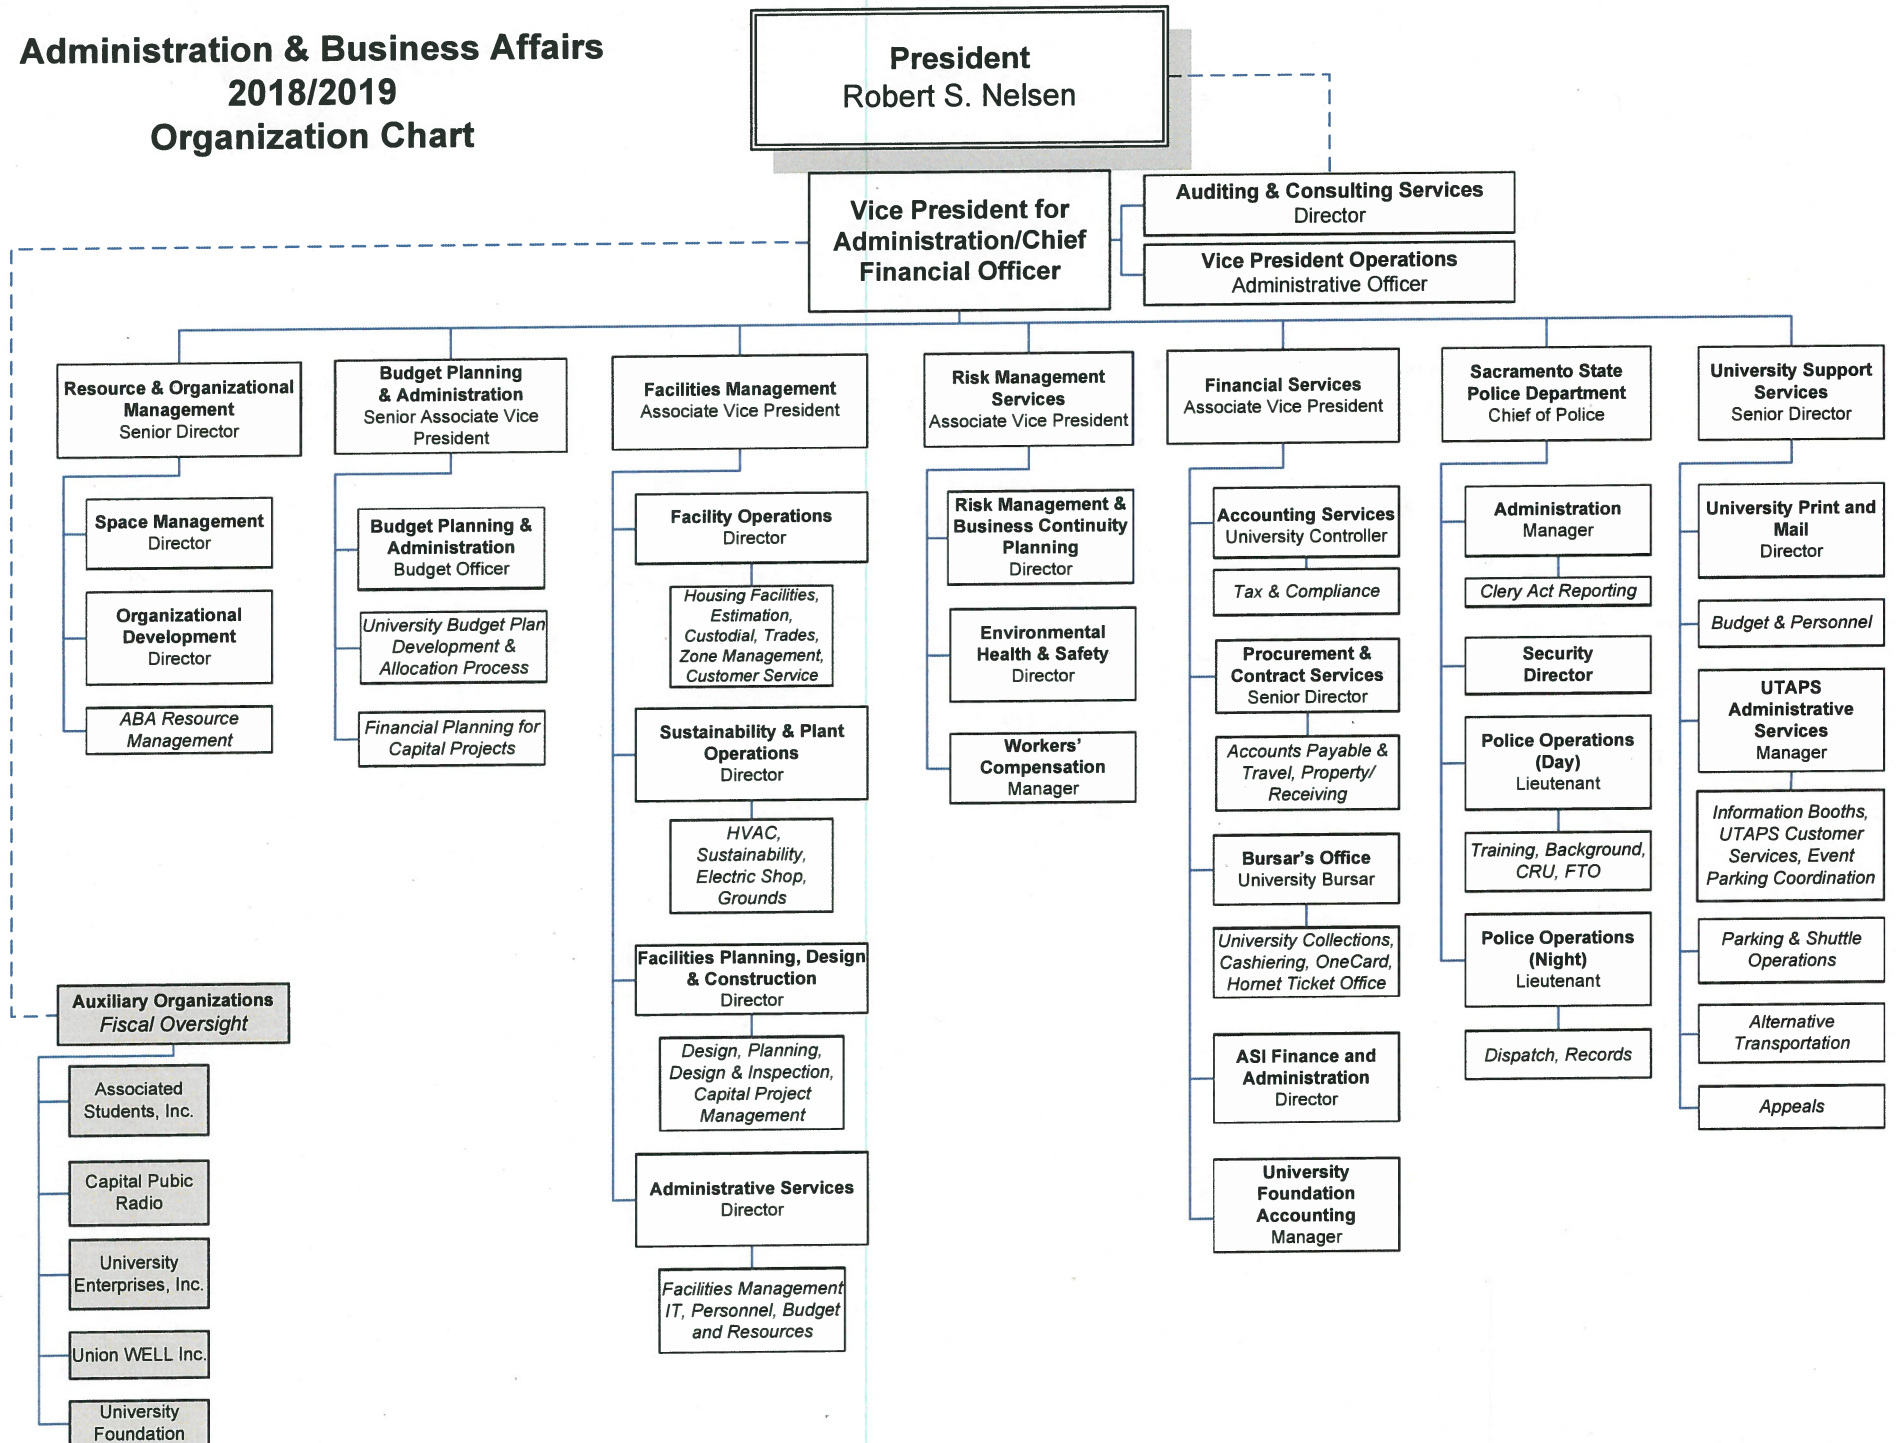 Administration & Business Affairs
2018/2019
Organization Chart
President
Robert S. Nelsen
Vice President for
Administration/Chief
Financial Officer
Auditing & Consulting Services
Director
Vice President Operations
Administrative Officer
Resource & Organizational
Management
Senior Director
Space Management
Director
Organizational
Development
Director
ABA Resource
Management
Budget Planning
& Administration
Senior Associate Vice
President
Budget Planning &
Administration
Budget Officer
University Budget Plan
Development &
Allocation Process
Financial Planning for
Capital Projects
Facilities Management
Associate Vice President
Facility Operations
Director
Housing Facilities,
Estimation,
Custodial, Trades,
Zone Management,
Customer Service
Sustainability & Plant
Operations
Director
HVAC,
Sustainability,
Electric Shop,
Grounds
Facilities Planning, Design
& Construction
Director
Design, Planning,
Design & Inspection,
Capital Project
Management
Administrative Services
Director
Facilities Management
IT, Personnel, Budget
and Resources
Risk Management
Services
Associate Vice President
Risk Management &
Business Continuity
Planning
Director
Environmental
Health & Safety
Director
Workers'
Compensation
Manager
Financial Services
Associate Vice President
Accounting Services
University Controller
Tax & Compliance
Procurement &
Contract Services
Senior Director
Accounts Payable &
Travel, Property/
Receiving
Bursar's Office
University Bursar
University Collections,
Cashiering, OneCard,
Hornet Ticket Office
ASI Finance and
Administration
Director
University
Foundation
Accounting
Manager
Sacramento State
Police Department
Chief of Police
Administration
Manager
Clery Act Reporting
Security
Director
Police Operations
(Day)
Lieutenant
Training, Background,
CRU, FTO
Police Operations
(Night)
Lieutenant
Dispatch, Records
University Support
Services
Senior Director
University Print and
Mail
Director
Budget & Personnel
UTAPS
Administrative
Services
Manager
Information Booths,
UTAPS Customer
Services, Event
Parking Coordination
Parking & Shuttle
Operations
Alternative
Transportation
Appeals
Auxiliary Organizations
Fiscal Oversight
Associated
Students, Inc.
Capital Pubic
Radio
University
Enterprises, Inc.
Union WELL Inc.
University
Foundation